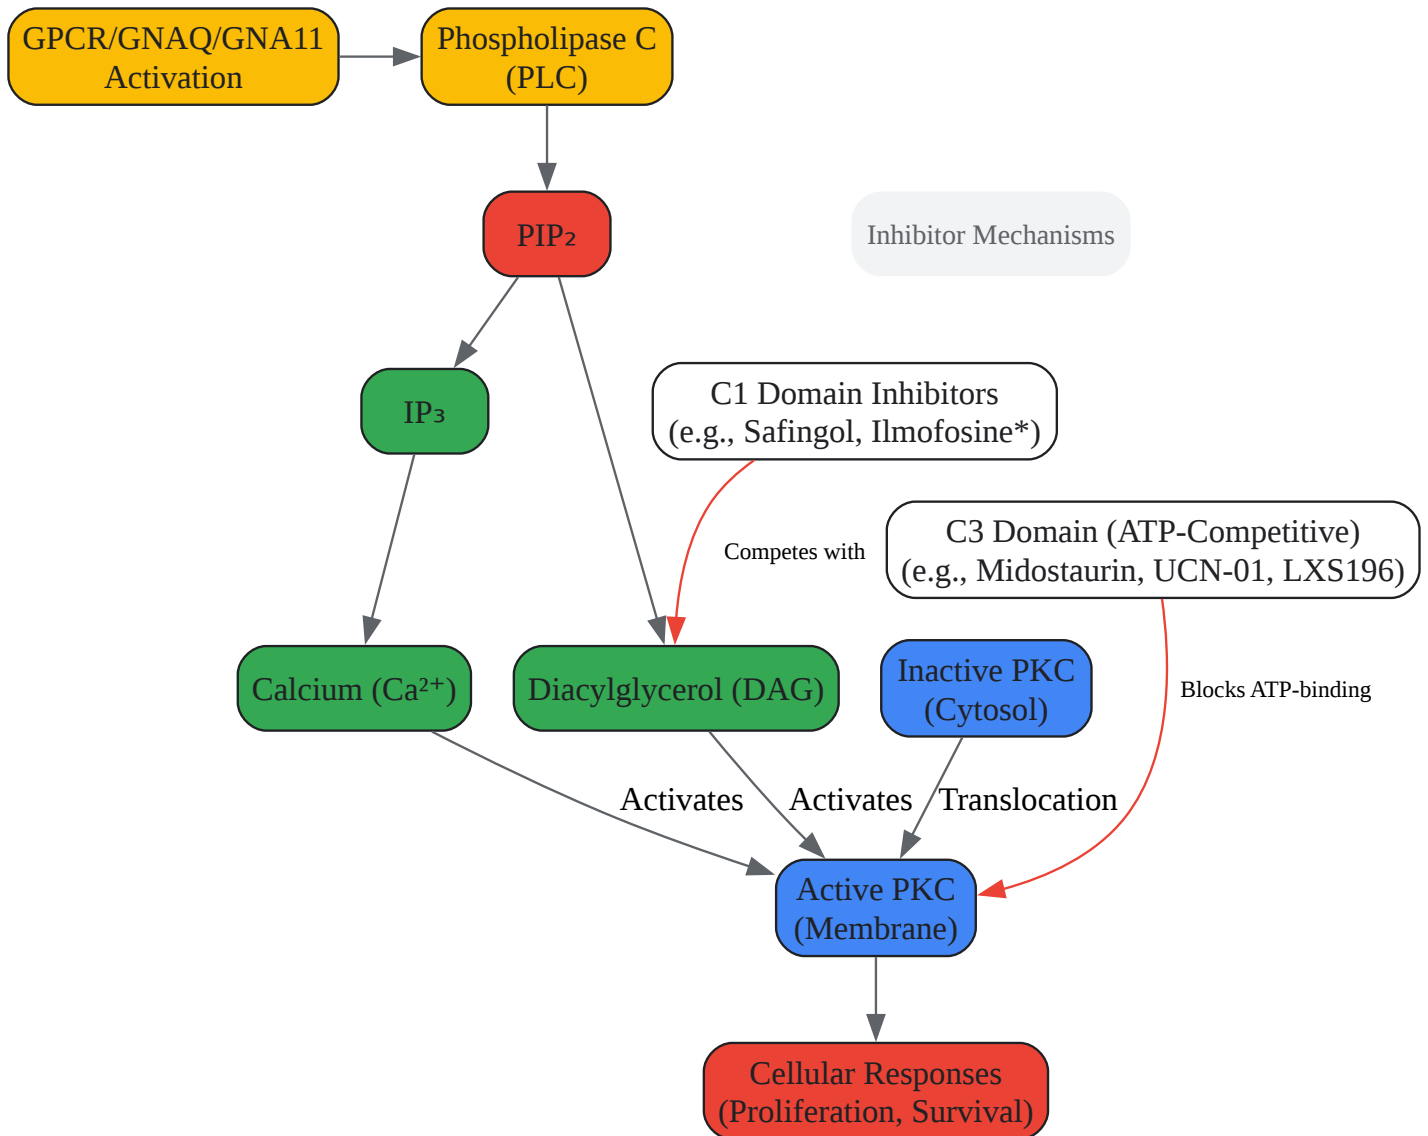 GPCR/GNAQ/GNA11
Activation
Phospholipase C
(PLC)
PIP₂
Inhibitor Mechanisms
IP₃
C1 Domain Inhibitors
(e.g., Safingol, Ilmofosine*)
Competes with
C3 Domain (ATP-Competitive)
(e.g., Midostaurin, UCN-01, LXS196)
Calcium (Ca²⁺)
Diacylglycerol (DAG)
Inactive PKC
(Cytosol)
Blocks ATP-binding
Activates
Activates
Translocation
Active PKC
(Membrane)
Cellular Responses
(Proliferation, Survival)